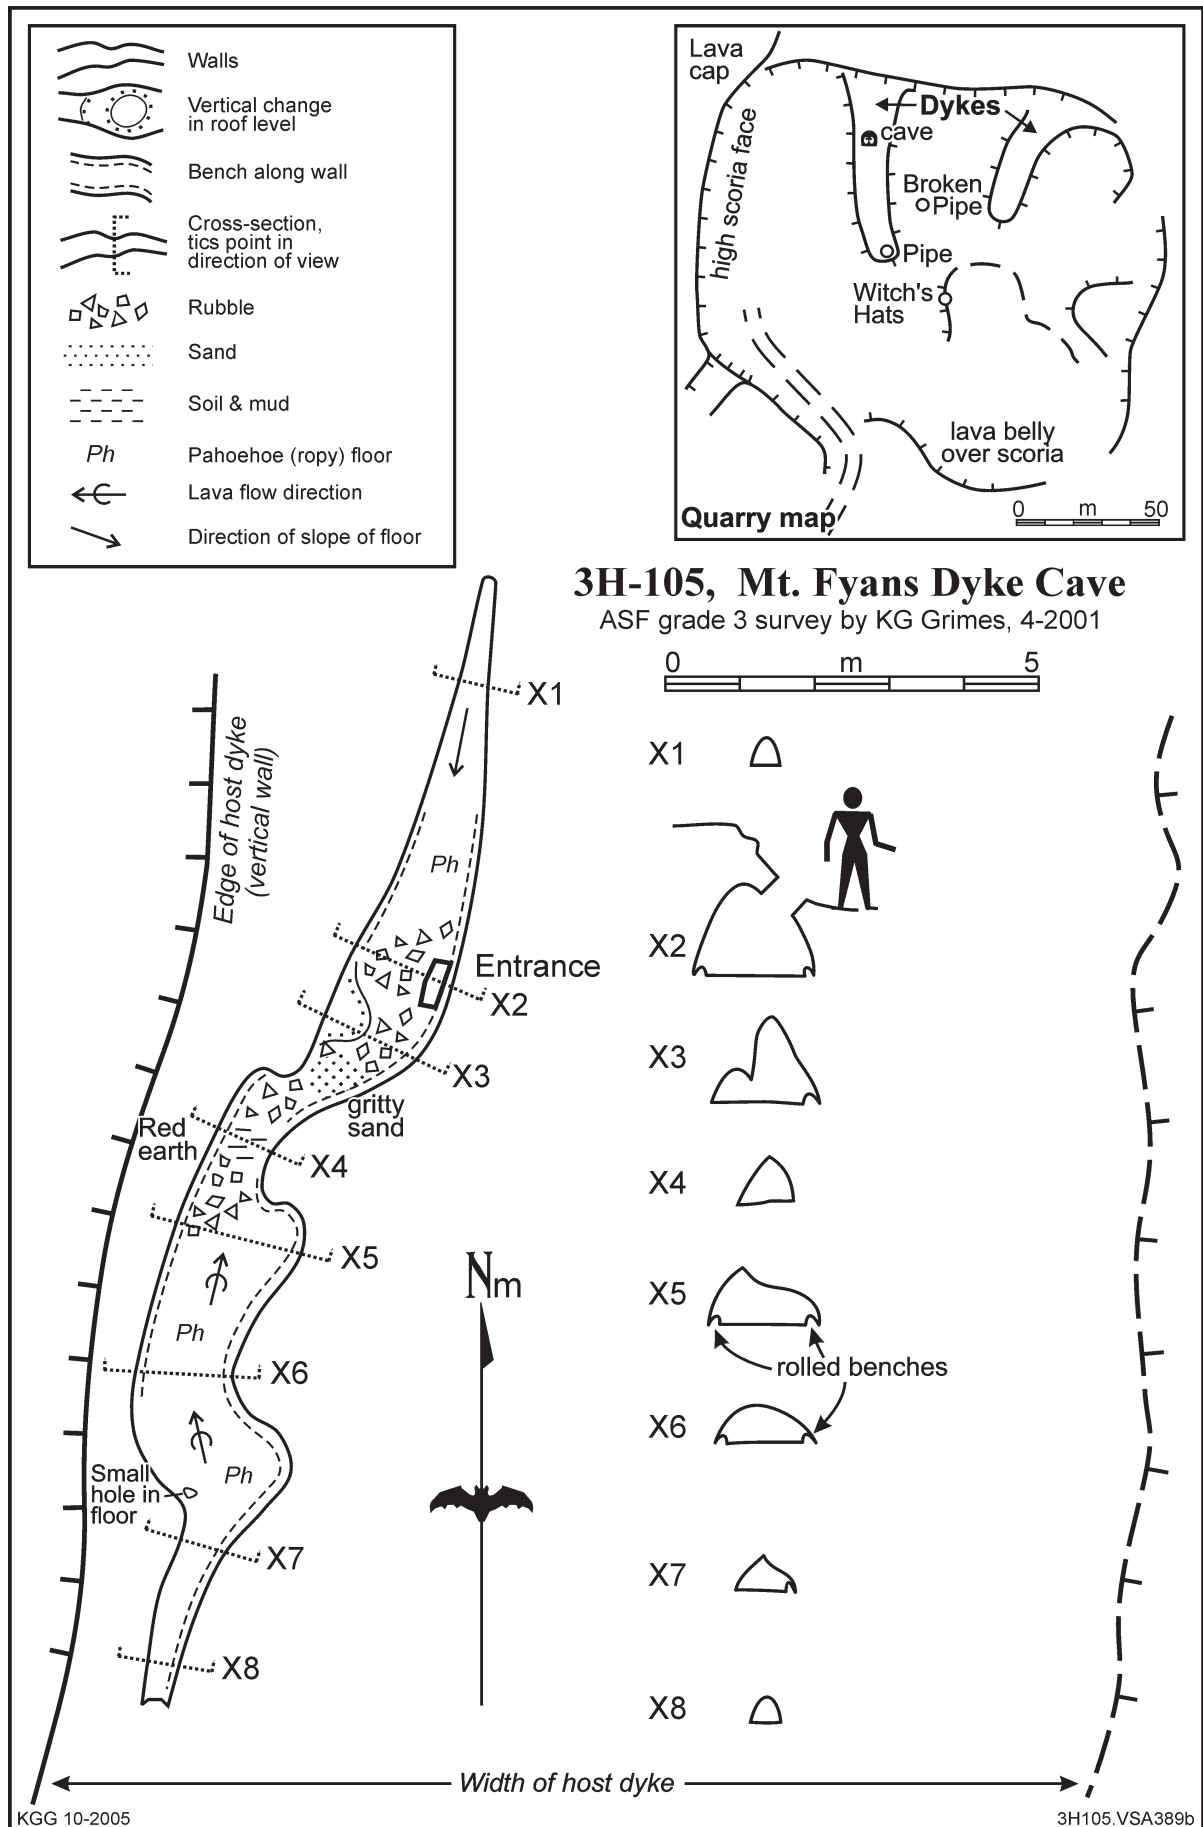 Walls
Vertical change
in roof level
Bench along wall
Cross-section,
tics point in
direction of view
Rubble
Sand
Soil & mud
Ph
Pahoehoe (ropy) floor
Lava flow direction
Direction of slope of floor
Lava
cap
high scoria face
Dykes
cave
Broken
Pipe
Pipe
Witch's
Hats
lava belly
over scoria
0 m 50
Quarry map
3H-105, Mt. Fyans Dyke Cave
ASF grade 3 survey by KG Grimes, 4-2001
0 m 5
Edge of host dyke
(vertical wall)
X1
Ph
Entrance
X2
X3
gritty
sand
Red
earth
X4
X5
Ph
X6
Ph
Small
hole in
floor
X7
X8
Nm
X1
X2
X3
X4
X5
rolled benches
X6
X7
X8
Width of host dyke
KGG 10-2005
3H105.VSA389b